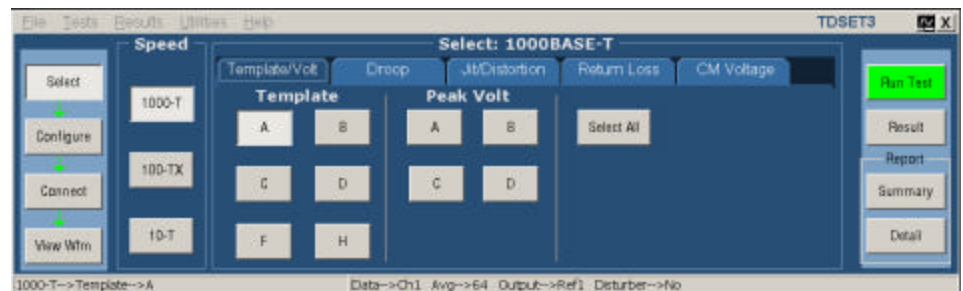 File Tests Results Utilities Help TDSET3 X
Speed Select: 1000BASE-T
Select Template/Volt Droop Jit/Distortion Return Loss CM Voltage Run Test
Template Peak Volt
1000-T A B A B Select All
Configure Result
Report
100-TX C D C D
Connect Summary
10-T F H
View Wfm Detail
1000-T-->Template-->A Data-->Ch1 Avg-->64 Output-->Ref1 Disturber-->No